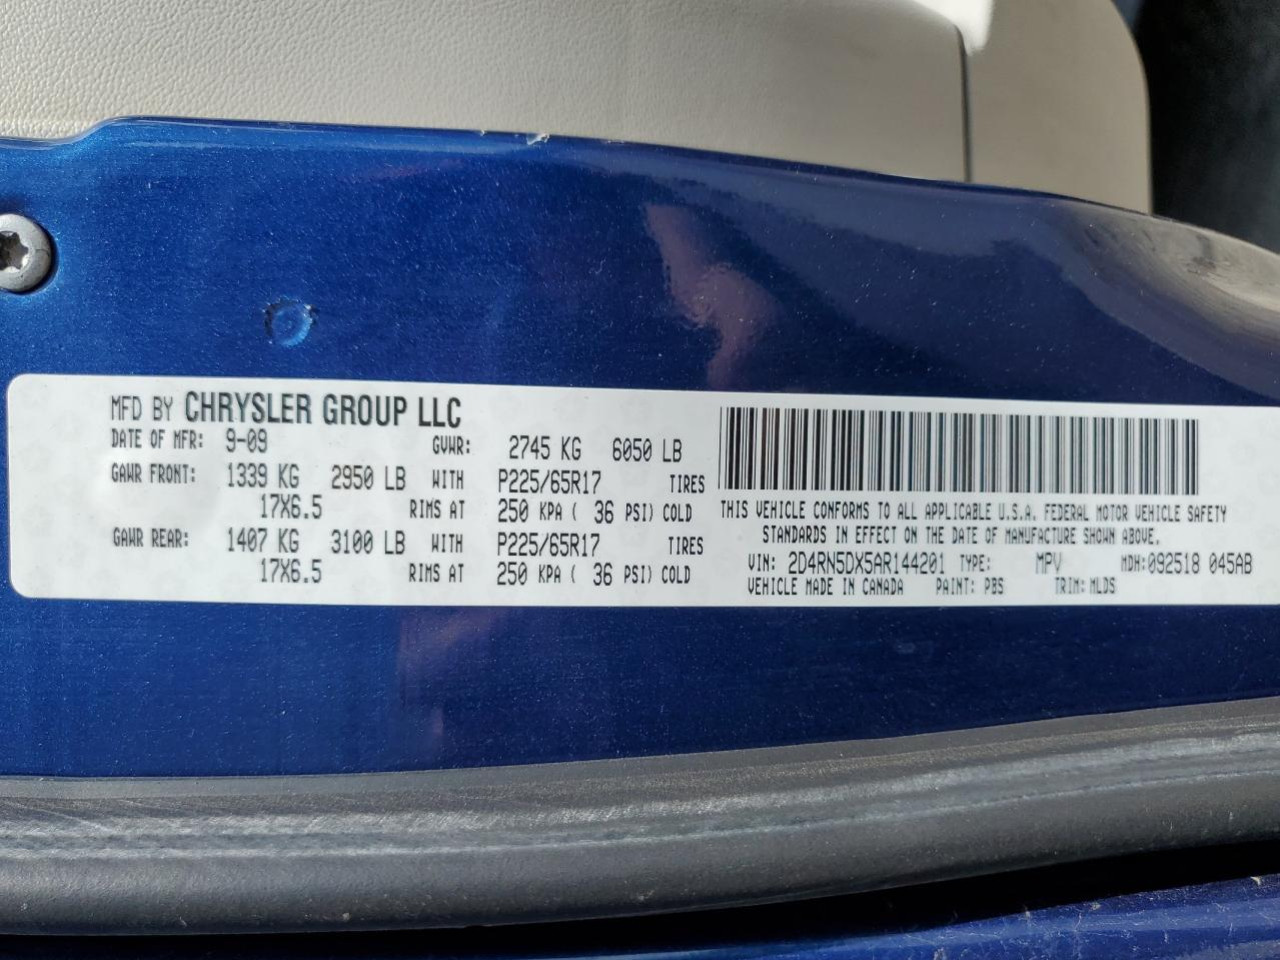 MFD BY CHRYSLER GROUP LLC
DATE OF MFR: 9-09 GVWR: 2745 KG 6050 LB
GAWR FRONT: 1339 KG 2950 LB WITH P225/65R17 TIRES
17X6.5 RIMS AT 250 KPA ( 36 PSI) COLD
GAWR REAR: 1407 KG 3100 LB WITH P225/65R17 TIRES
17X6.5 RIMS AT 250 KPA ( 36 PSI) COLD
THIS VEHICLE CONFORMS TO ALL APPLICABLE U.S.A. FEDERAL MOTOR VEHICLE SAFETY
STANDARDS IN EFFECT ON THE DATE OF MANUFACTURE SHOWN ABOVE.
VIN: 2D4RN5DX5AR144201 TYPE: MPV MDH:092518 045AB
VEHICLE MADE IN CANADA PAINT: PBS TRIM: MLDS